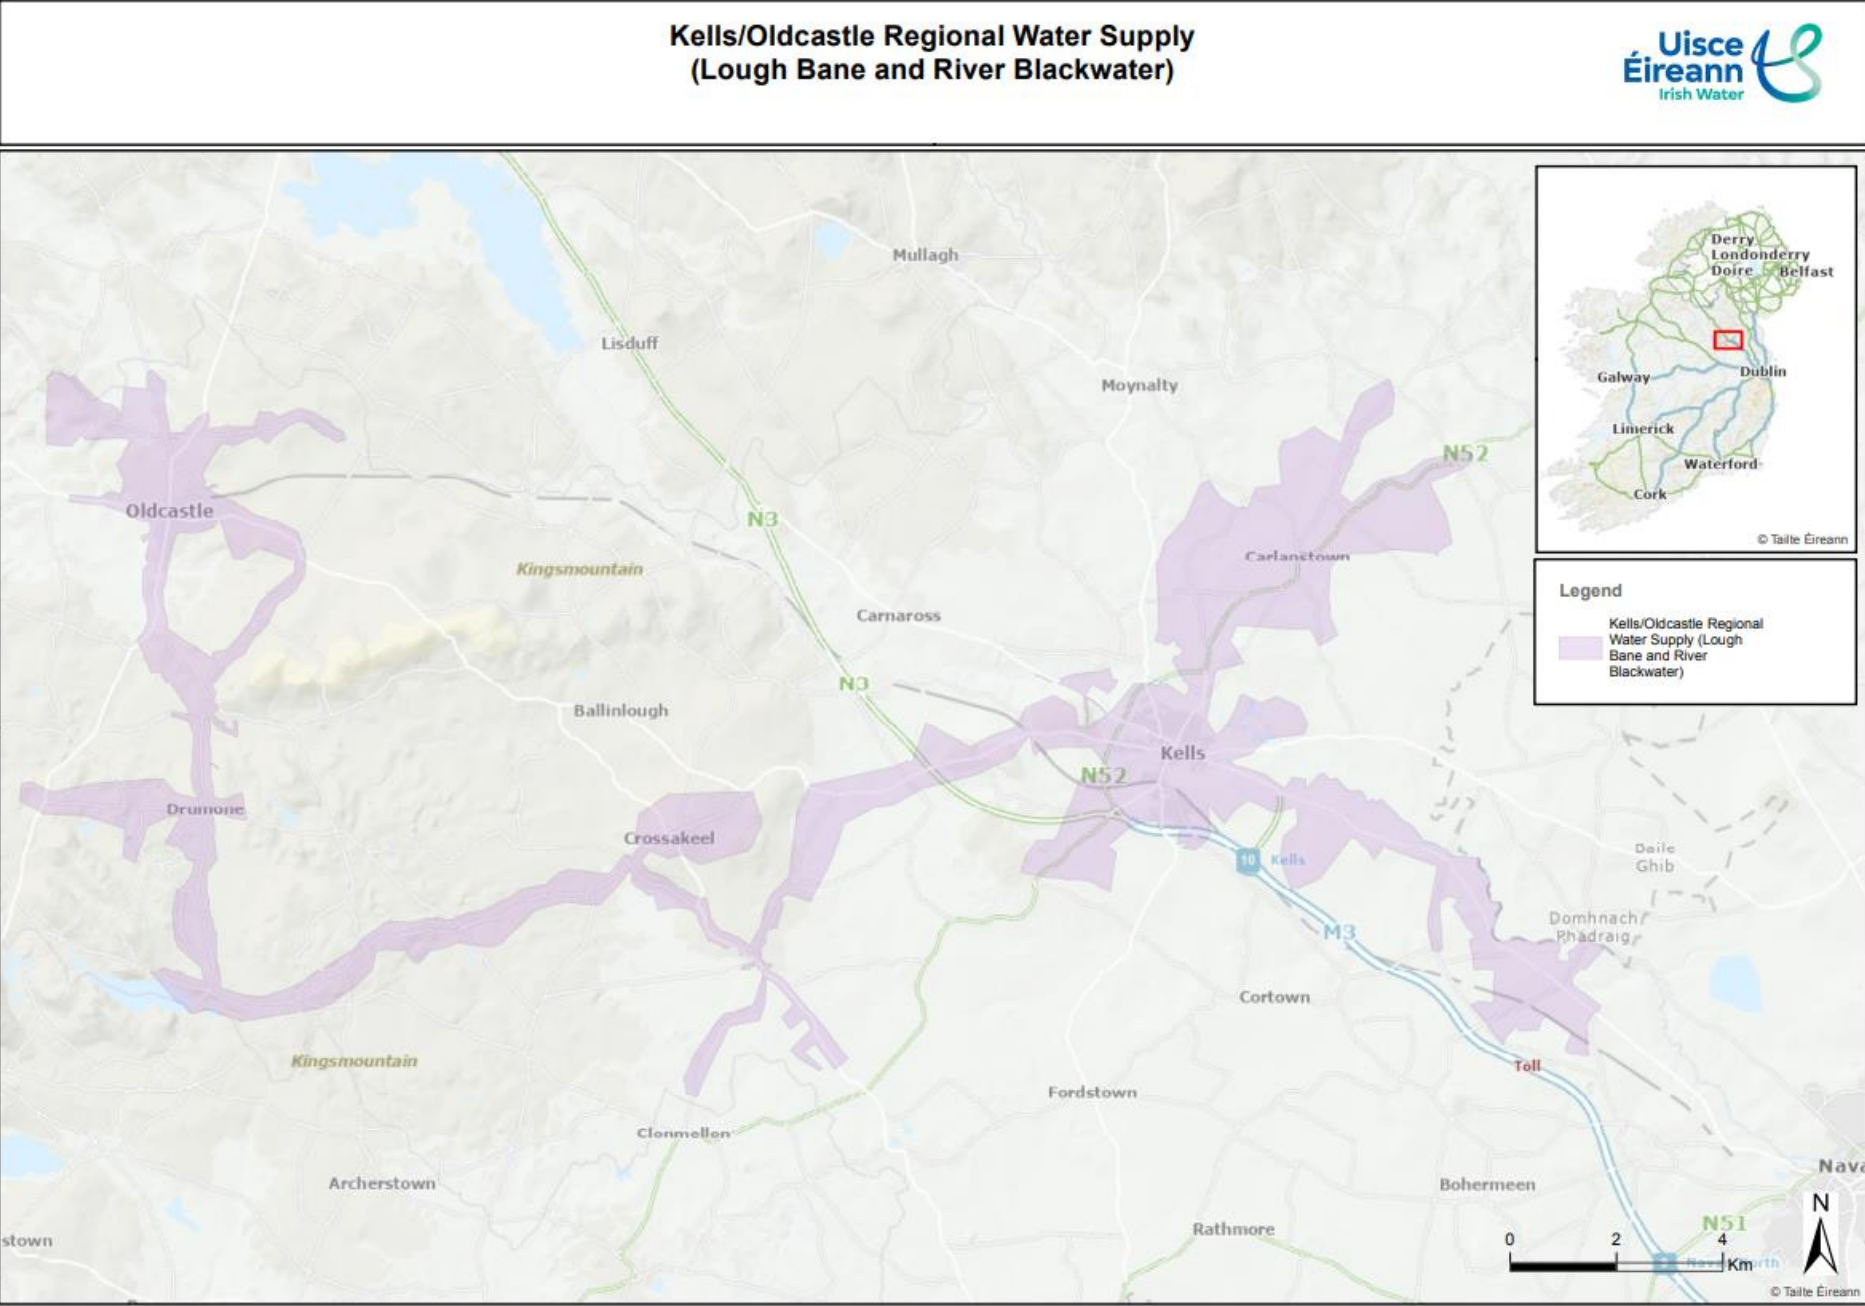 Kells/Oldcastle Regional Water Supply
(Lough Bane and River Blackwater)
Uisce
Éireann
Irish Water
Derry
Londonderry
Doire
Belfast
Galway
Dublin
Limerick
Waterford
Cork
© Tailte Éireann
Legend
Kells/Oldcastle Regional
Water Supply (Lough
Bane and River
Blackwater)
Mullagh
Lisduff
Moynalty
N52
Oldcastle
N3
Kingsmountain
Carlanstown
Carnaross
N3
Ballinlough
Kells
N52
Drumone
Crossakeel
10
Kells
Daile
Ghib
Domhnach
Phádraig
M3
Cortown
Kingsmountain
Toll
Fordstown
Clonmellon
Archerstown
Nava
Bohermeen
N
N51
Rathmore
stown
0
2
4
Km
© Tailte Éireann